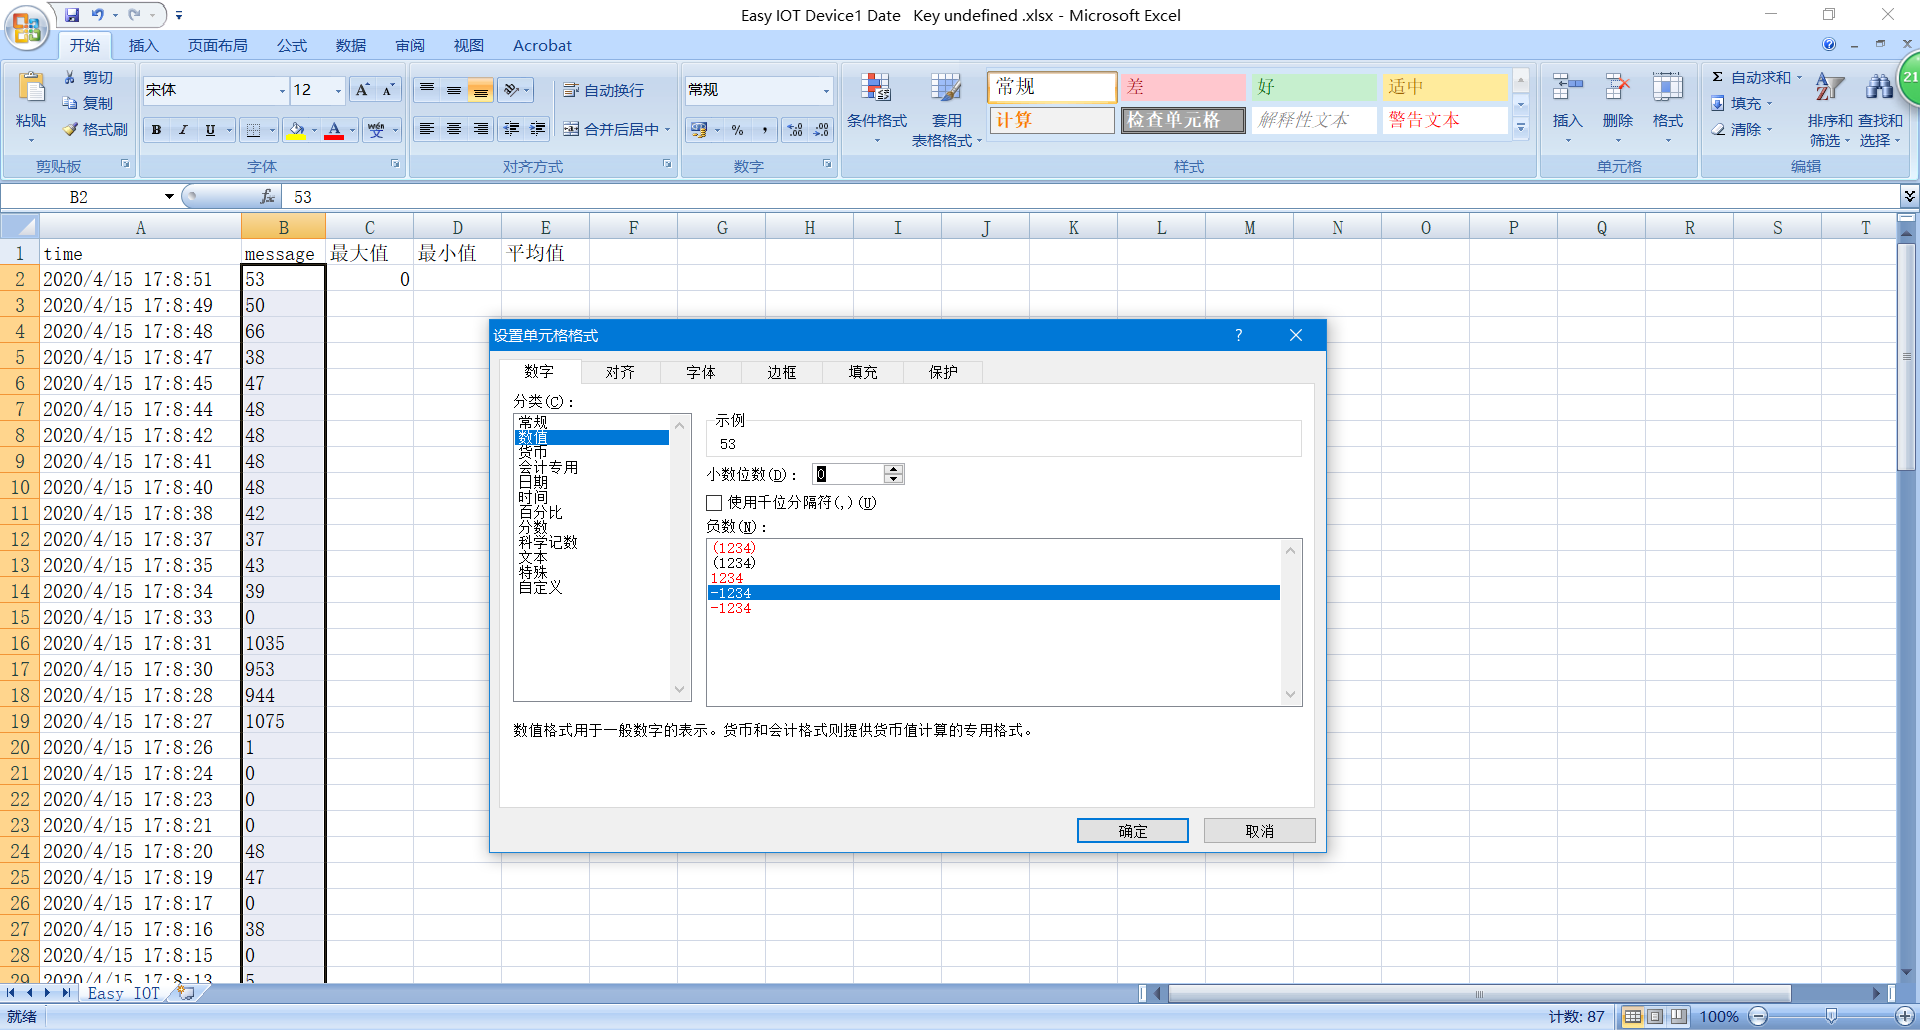 Easy IOT Device1 Date   Key undefined .xlsx - Microsoft Excel
开始 插入 页面布局 公式 数据 审阅 视图 Acrobat
粘贴 剪切 复制 格式刷
剪贴板
宋体 12
B I U A wén 文
字体
自动换行
合并后居中
对齐方式
常规
% ,
数字
条件格式 套用表格格式
常规 差 好 适中
计算 检查单元格 解释性文本 警告文本
样式
插入 删除 格式
单元格
Σ 自动求和
填充
清除
排序和筛选 查找和选择
编辑
21
B2 fx 53
A B C D E F G H I J K L M N O P Q R S T
1 time message 最大值 最小值 平均值
2 2020/4/15 17:8:51 53 0
3 2020/4/15 17:8:49 50
4 2020/4/15 17:8:48 66
5 2020/4/15 17:8:47 38
6 2020/4/15 17:8:45 47
7 2020/4/15 17:8:44 48
8 2020/4/15 17:8:42 48
9 2020/4/15 17:8:41 48
10 2020/4/15 17:8:40 48
11 2020/4/15 17:8:38 42
12 2020/4/15 17:8:37 37
13 2020/4/15 17:8:35 43
14 2020/4/15 17:8:34 39
15 2020/4/15 17:8:33 0
16 2020/4/15 17:8:31 1035
17 2020/4/15 17:8:30 953
18 2020/4/15 17:8:28 944
19 2020/4/15 17:8:27 1075
20 2020/4/15 17:8:26 1
21 2020/4/15 17:8:24 0
22 2020/4/15 17:8:23 0
23 2020/4/15 17:8:21 0
24 2020/4/15 17:8:20 48
25 2020/4/15 17:8:19 47
26 2020/4/15 17:8:17 0
27 2020/4/15 17:8:16 38
28 2020/4/15 17:8:15 0
29 2020/4/15 17:8:13 5
设置单元格格式 ?
数字 对齐 字体 边框 填充 保护
分类(C):
常规
数值
货币
会计专用
日期
时间
百分比
分数
科学记数
文本
特殊
自定义
示例
53
小数位数(D): 0
使用千位分隔符(,)(U)
负数(N):
(1234)
(1234)
1234
-1234
-1234
数值格式用于一般数字的表示。货币和会计格式则提供货币值计算的专用格式。
确定 取消
Easy IOT
就绪 计数: 87 100%